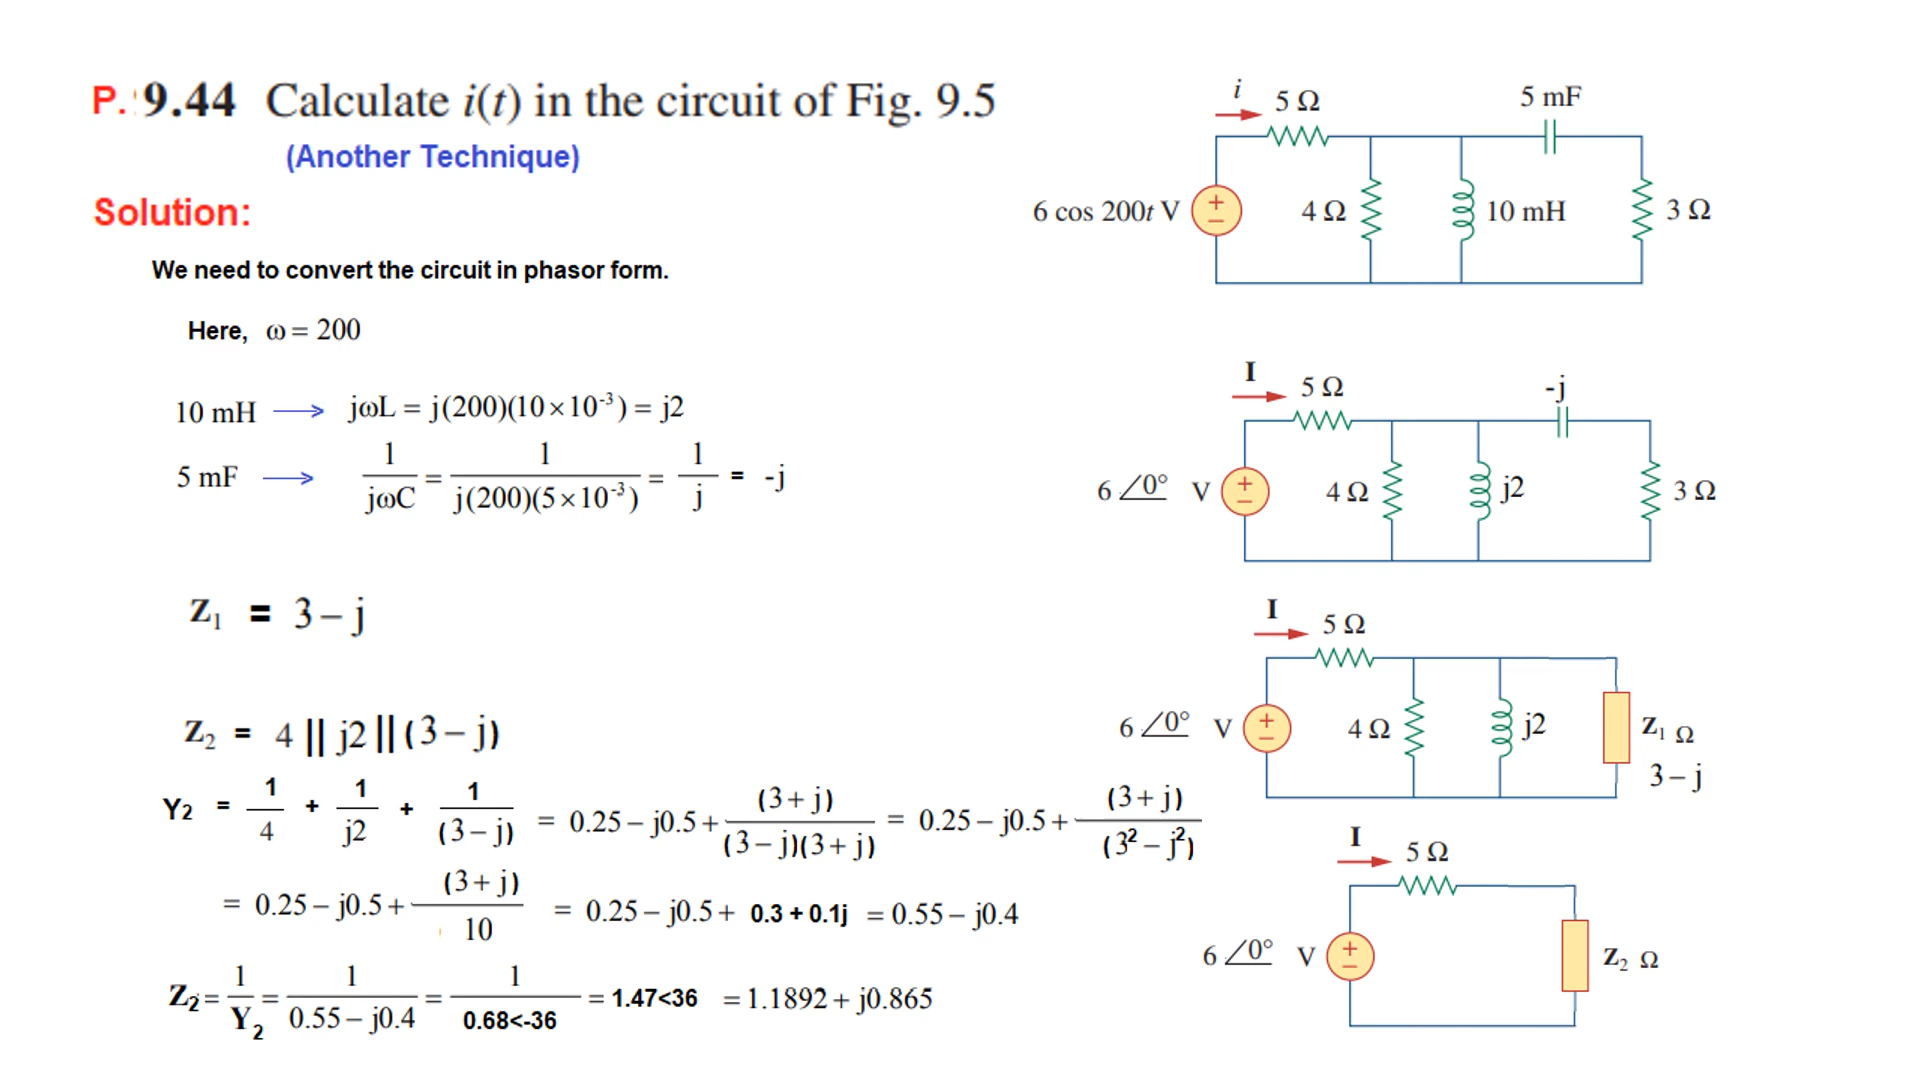 P. 9.44 Calculate i(t) in the circuit of Fig. 9.5
(Another Technique)
Solution:
We need to convert the circuit in phasor form.
Here, ω = 200
10 mH ⟶ jωL = j(200)(10×10⁻³) = j2
5 mF ⟶ 1/jωC = 1/j(200)(5×10⁻³) = 1/j = -j
Z₁ = 3 – j
Z₂ = 4 || j2 || (3 – j)
Y2 = 1/4 + 1/j2 + 1/(3 – j) = 0.25 – j0.5 + (3 + j)/(3 – j)(3 + j) = 0.25 – j0.5 + (3 + j)/(3² – j²)
= 0.25 – j0.5 + (3 + j)/10 = 0.25 – j0.5 + 0.3 + 0.1j = 0.55 – j0.4
Z₂ = 1/Y₂ = 1/0.55 – j0.4 = 1/0.68<-36 = 1.47<36 = 1.1892 + j0.865
i
5 Ω
5 mF
6 cos 200t V
+
–
4 Ω
10 mH
3 Ω
I
5 Ω
-j
6∠0° V
+
–
4 Ω
j2
3 Ω
I
5 Ω
6∠0° V
+
–
4 Ω
j2
Z₁ Ω
3 – j
I
5 Ω
6∠0° V
+
–
Z₂ Ω